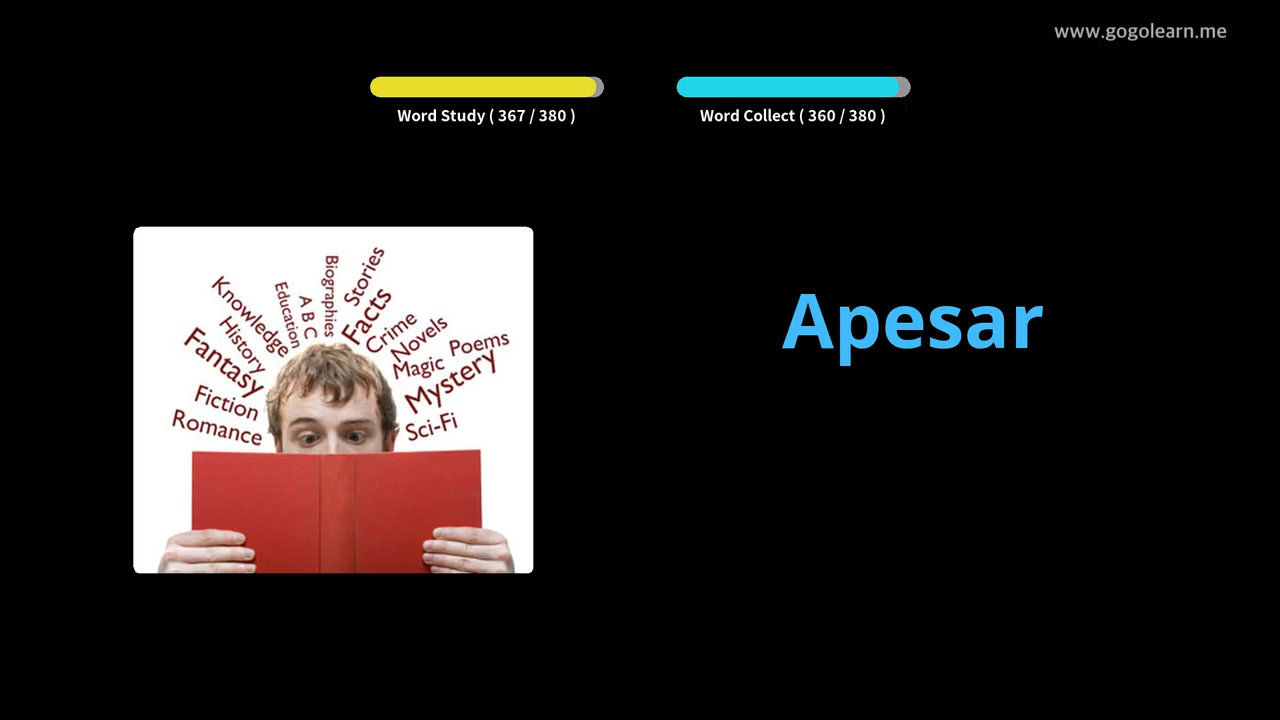 www.gogolearn.me
Word Study ( 367 / 380 )
Word Collect ( 360 / 380 )
Apesar
Romance
Fiction
Fantasy
History
Knowledge
Education
A B C
Biographies
Stories
Facts
Crime
Novels
Magic
Poems
Mystery
Sci-Fi